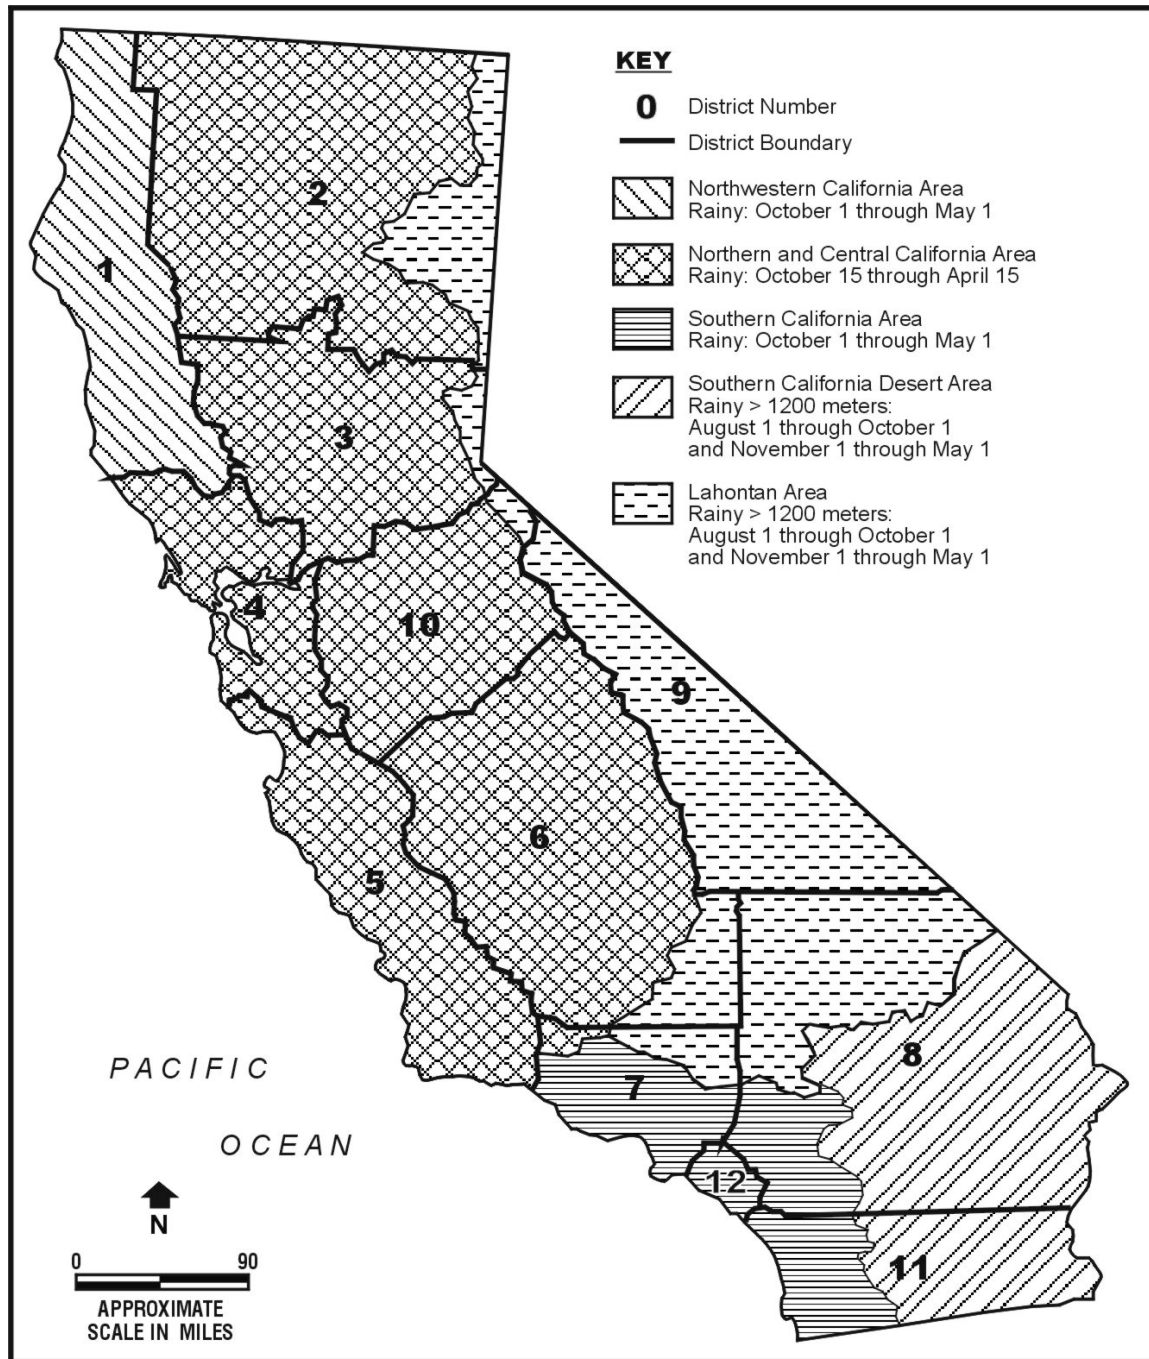 KEY
0 District Number
District Boundary
Northwestern California Area
Rainy: October 1 through May 1
Northern and Central California Area
Rainy: October 15 through April 15
Southern California Area
Rainy: October 1 through May 1
Southern California Desert Area
Rainy > 1200 meters:
August 1 through October 1
and November 1 through May 1
Lahontan Area
Rainy > 1200 meters:
August 1 through October 1
and November 1 through May 1
2
1
3
4
10
9
6
5
8
7
12
11
PACIFIC
OCEAN
N
0 90
APPROXIMATE
SCALE IN MILES